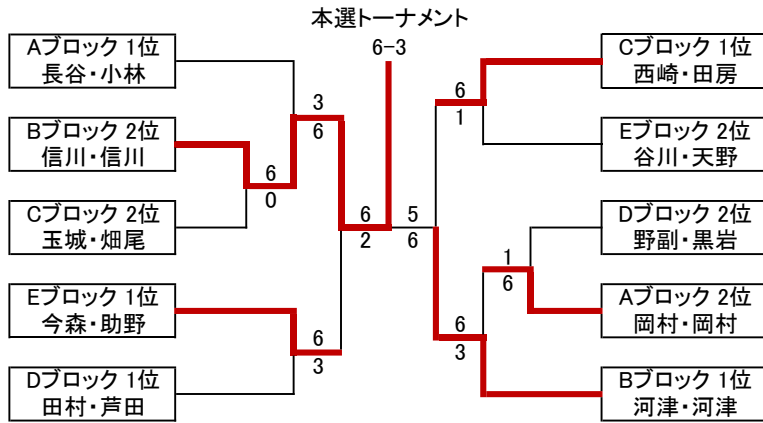 本選トーナメント
6-3
Aブロック 1位
長谷・小林
Bブロック 2位
信川・信川
Cブロック 2位
玉城・畑尾
Eブロック 1位
今森・助野
Dブロック 1位
田村・芦田
3
6
6
0
6
3
6
2
5
6
6
1
1
6
6
3
Cブロック 1位
西崎・田房
Eブロック 2位
谷川・天野
Dブロック 2位
野副・黒岩
Aブロック 2位
岡村・岡村
Bブロック 1位
河津・河津